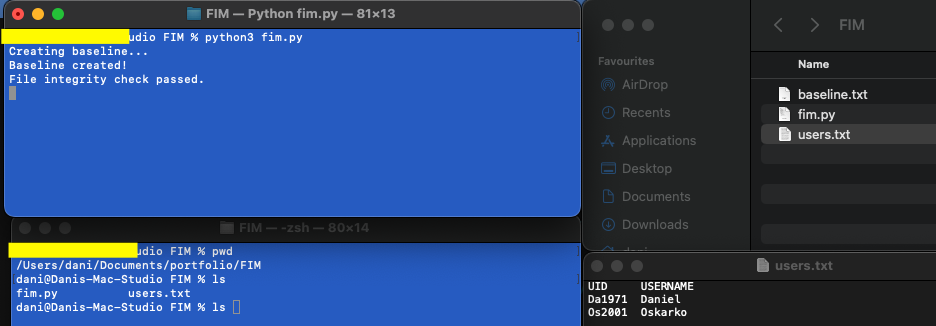 FIM — Python fim.py — 81×13
udio FIM % python3 fim.py
Creating baseline...
Baseline created!
File integrity check passed.
FIM — -zsh — 80×14
udio FIM % pwd
/Users/dani/Documents/portfolio/FIM
dani@Danis-Mac-Studio FIM % ls
fim.py users.txt
dani@Danis-Mac-Studio FIM % ls
Favourites
AirDrop
Recents
Applications
Desktop
Documents
Downloads
dani
FIM
Name
baseline.txt
fim.py
users.txt
users.txt
UID USERNAME
Da1971 Daniel
Os2001 Oskarko